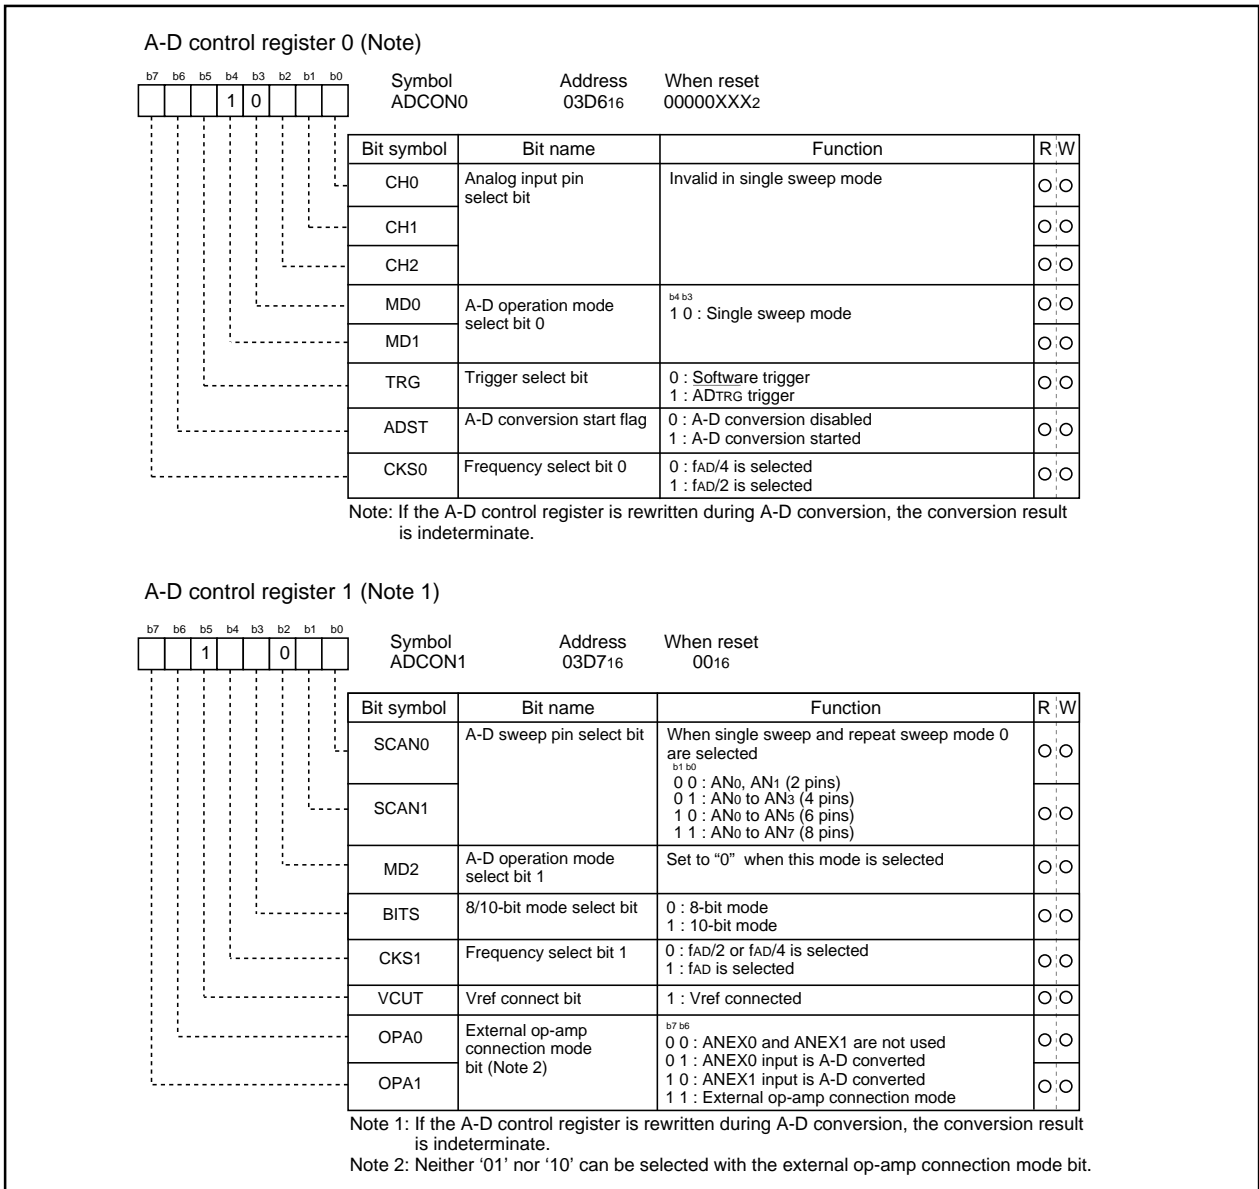 A-D control register 0 (Note)
b7 b6 b5 b4 b3 b2 b1 b0
1 0
Symbol Address When reset
ADCON0 03D616 00000XXX2
Bit symbol Bit name Function R W
CH0 Analog input pin select bit Invalid in single sweep mode
CH1
CH2
MD0 A-D operation mode select bit 0
b4 b3
1 0 : Single sweep mode
MD1
TRG Trigger select bit 0 : Software trigger
1 : ADTRG trigger
ADST A-D conversion start flag 0 : A-D conversion disabled
1 : A-D conversion started
CKS0 Frequency select bit 0 0 : fAD/4 is selected
1 : fAD/2 is selected
Note: If the A-D control register is rewritten during A-D conversion, the conversion result
is indeterminate.
A-D control register 1 (Note 1)
b7 b6 b5 b4 b3 b2 b1 b0
1 0
Symbol Address When reset
ADCON1 03D716 0016
Bit symbol Bit name Function R W
SCAN0 A-D sweep pin select bit When single sweep and repeat sweep mode 0
are selected
b1 b0
0 0 : AN0, AN1 (2 pins)
SCAN1 0 1 : AN0 to AN3 (4 pins)
1 0 : AN0 to AN5 (6 pins)
1 1 : AN0 to AN7 (8 pins)
MD2 A-D operation mode select bit 1 Set to “0” when this mode is selected
BITS 8/10-bit mode select bit 0 : 8-bit mode
1 : 10-bit mode
CKS1 Frequency select bit 1 0 : fAD/2 or fAD/4 is selected
1 : fAD is selected
VCUT Vref connect bit 1 : Vref connected
OPA0 External op-amp connection mode bit (Note 2)
b7 b6
0 0 : ANEX0 and ANEX1 are not used
0 1 : ANEX0 input is A-D converted
OPA1 1 0 : ANEX1 input is A-D converted
1 1 : External op-amp connection mode
Note 1: If the A-D control register is rewritten during A-D conversion, the conversion result
is indeterminate.
Note 2: Neither ‘01’ nor ‘10’ can be selected with the external op-amp connection mode bit.